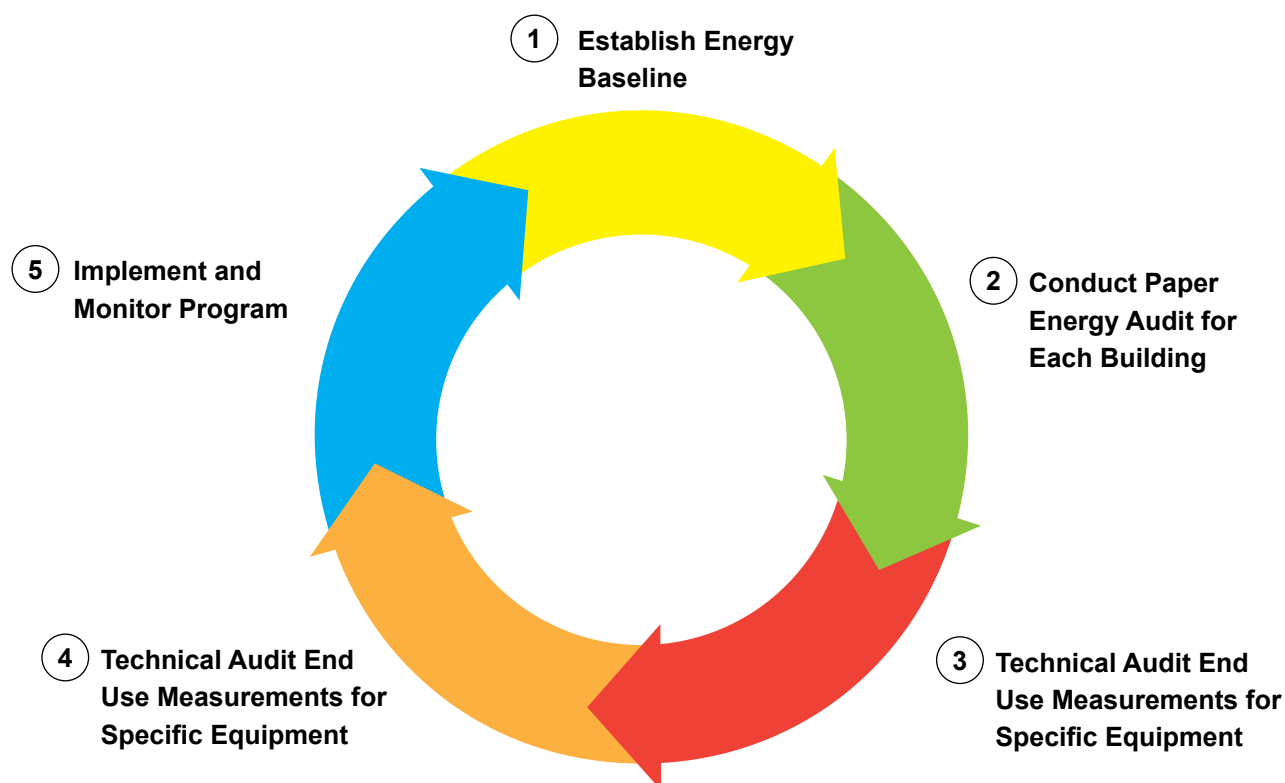 1 Establish Energy
Baseline
2 Conduct Paper
Energy Audit for
Each Building
3 Technical Audit End
Use Measurements for
Specific Equipment
4 Technical Audit End
Use Measurements for
Specific Equipment
5 Implement and
Monitor Program